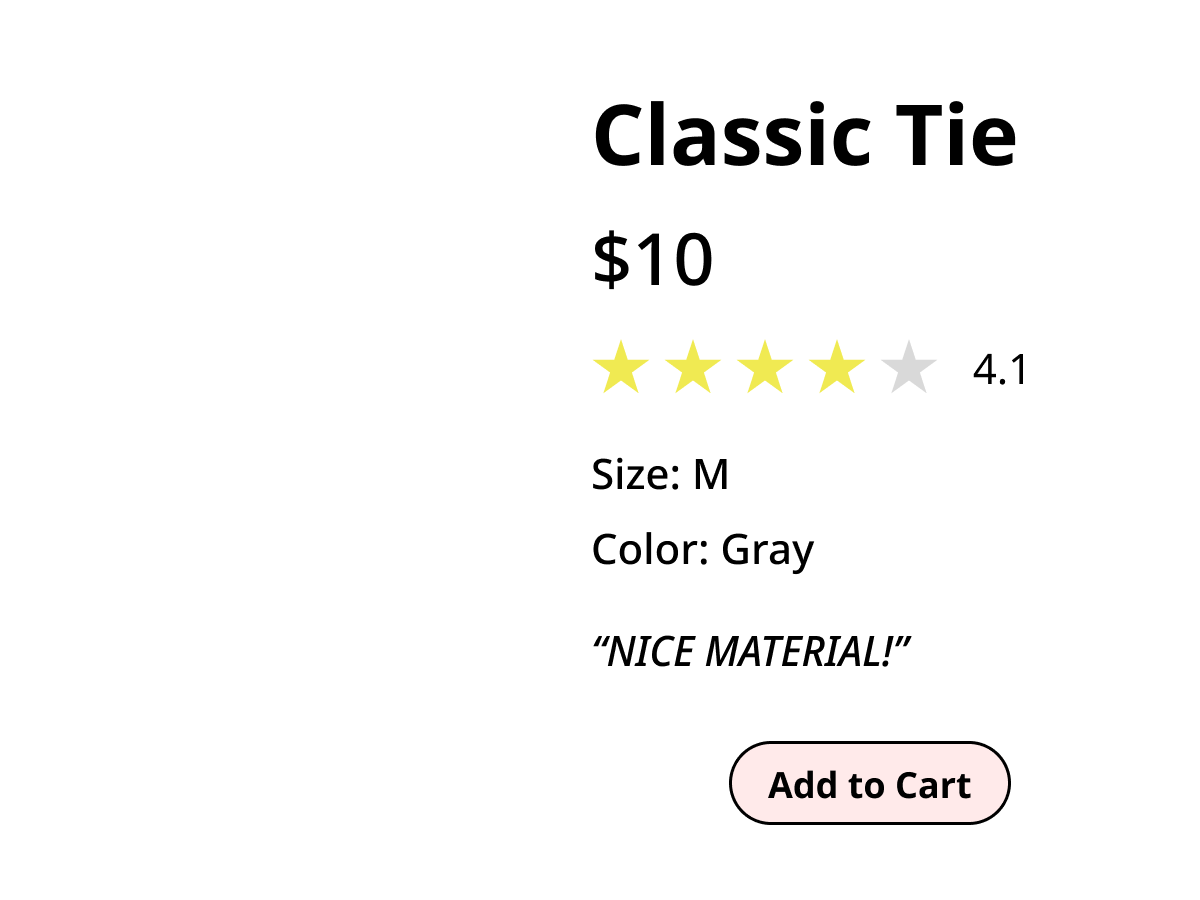 Classic Tie
$10
4.1
Size: M
Color: Gray
“NICE MATERIAL!”
Add to Cart